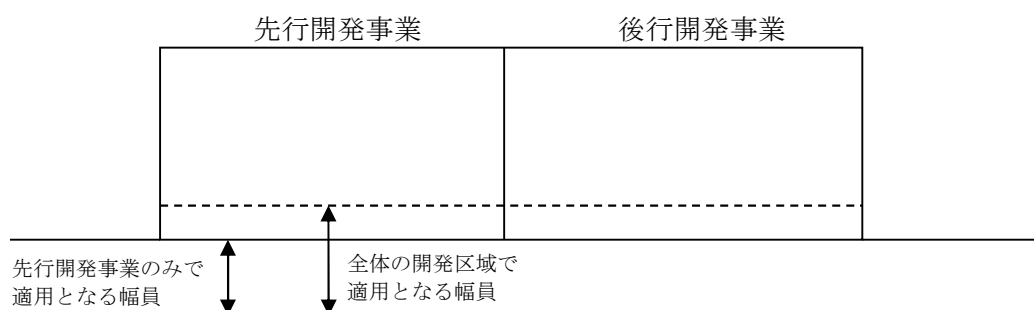 先行開発事業
後行開発事業
先行開発事業のみで
適用となる幅員
全体の開発区域で
適用となる幅員